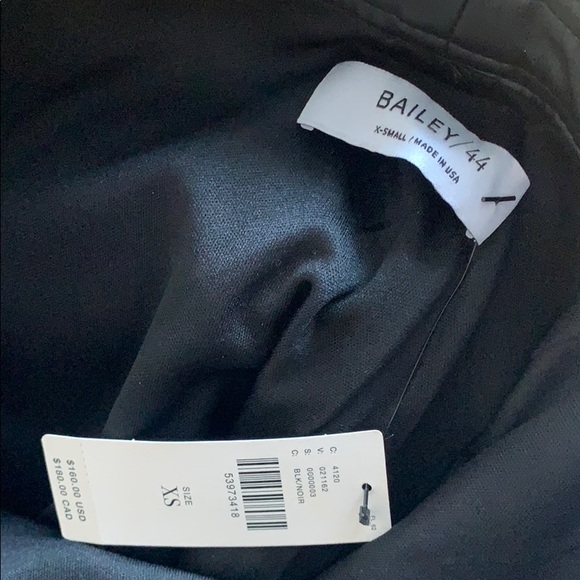 BAILEY/44
X-SMALL / MADE IN USA
C: 4120
V: 021162
S: 0000003
C: BLK/NOIR
53973418
SIZE
XS
$160.00 USD
$180.00 CAD